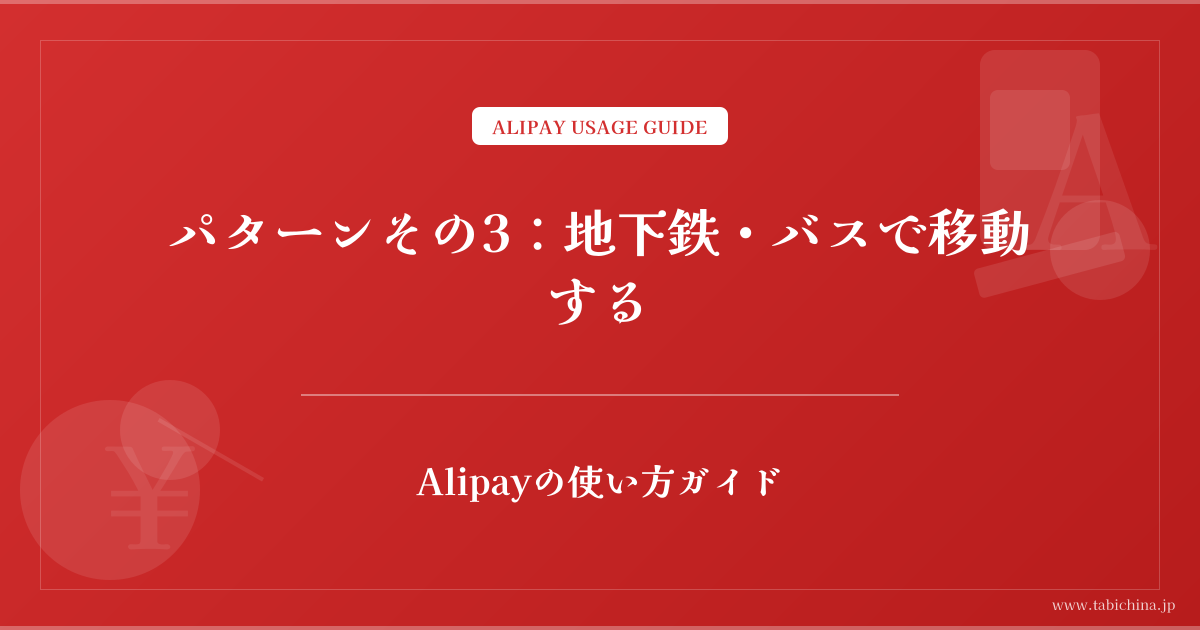 ALIPAY USAGE GUIDE
パターンその3：地下鉄・バスで移動
する
Alipayの使い方ガイド
A
¥
www.tabichina.jp